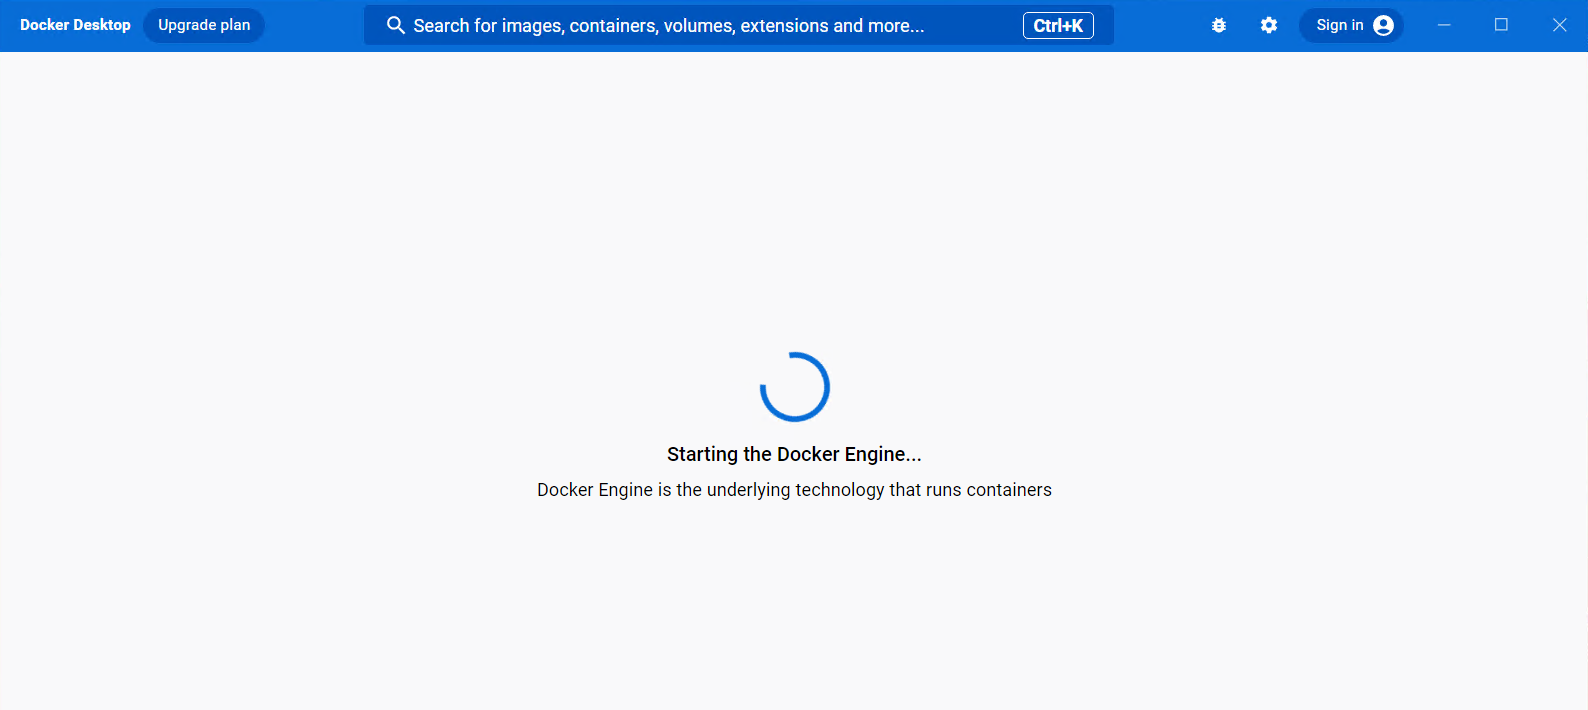 Docker Desktop Upgrade plan Search for images, containers, volumes, extensions and more... Ctrl+K Sign in
Starting the Docker Engine...
Docker Engine is the underlying technology that runs containers